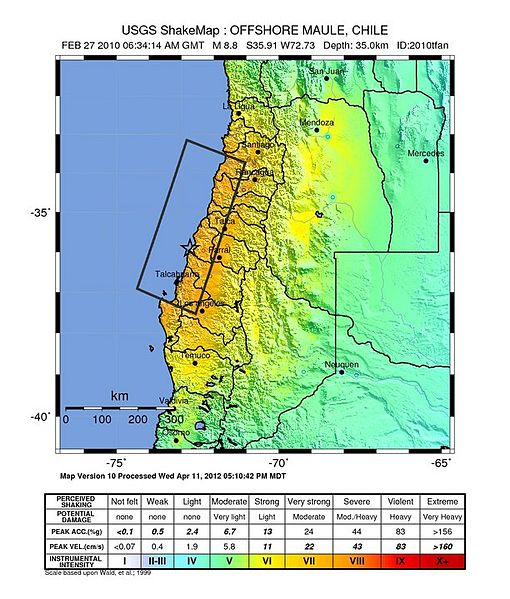 USGS ShakeMap : OFFSHORE MAULE, CHILE
FEB 27 2010 06:34:14 AM GMT M 8.8 S35.91 W72.73 Depth: 35.0km ID:2010tfan
San Juan
La Ligua
Mendoza
Santiago
Mercedes
Rancagua
-35°
Talca
Parral
Talcahuano
Los Angeles
Temuco
Neuquen
km
Valdivia
0 100 200 300
-40°
Osorno
-75° -70° -65°
Map Version 10 Processed Wed Apr 11, 2012 05:10:42 PM MDT
PERCEIVED SHAKING Not felt Weak Light Moderate Strong Very strong Severe Violent Extreme
POTENTIAL DAMAGE none none none Very light Light Moderate Mod./Heavy Heavy Very Heavy
PEAK ACC.(%g) <0.1 0.5 2.4 6.7 13 24 44 83 >156
PEAK VEL.(cm/s) <0.07 0.4 1.9 5.8 11 22 43 83 >160
INSTRUMENTAL INTENSITY I II-III IV V VI VII VIII IX X+
Scale based upon Wald, et al.; 1999